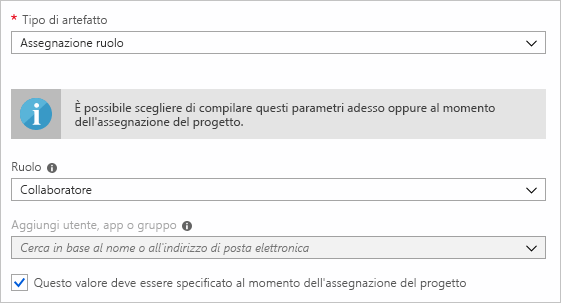 * Tipo di artefatto
Assegnazione ruolo
È possibile scegliere di compilare questi parametri adesso oppure al momento
dell'assegnazione del progetto.
Ruolo
Collaboratore
Aggiungi utente, app o gruppo
Cerca in base al nome o all'indirizzo di posta elettronica
Questo valore deve essere specificato al momento dell'assegnazione del progetto